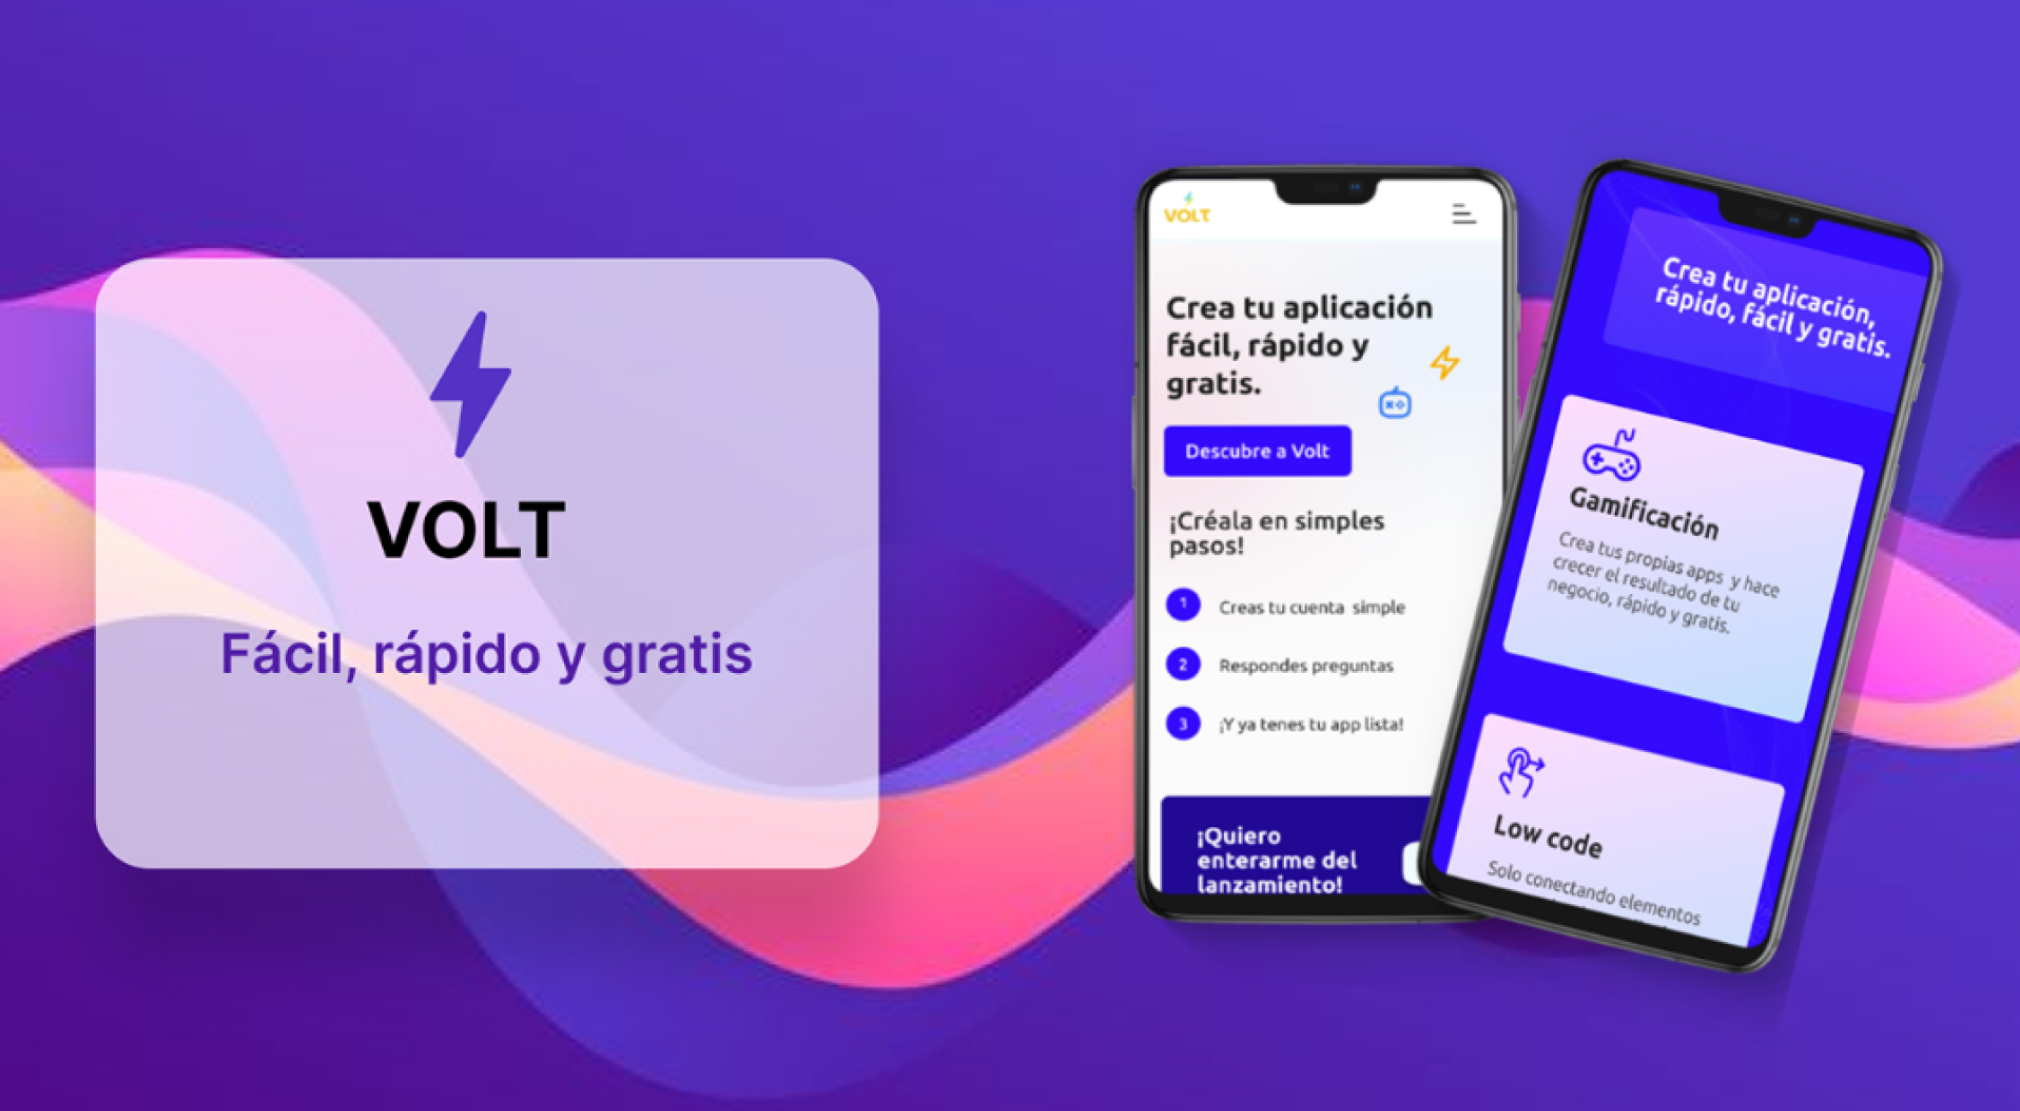 VOLT
Fácil, rápido y gratis
VOLT
Crea tu aplicación
fácil, rápido y
gratis.
Descubre a Volt
¡Créala en simples
pasos!
1 Creas tu cuenta simple
2 Respondes preguntas
3 ¡Y ya tenes tu app lista!
¡Quiero
enterarme del
lanzamiento!
Crea tu aplicación,
rápido, fácil y gratis.
Gamificación
Crea tus propias apps y hace
crecer el resultado de tu
negocio, rápido y gratis.
Low code
Solo conectando elementos